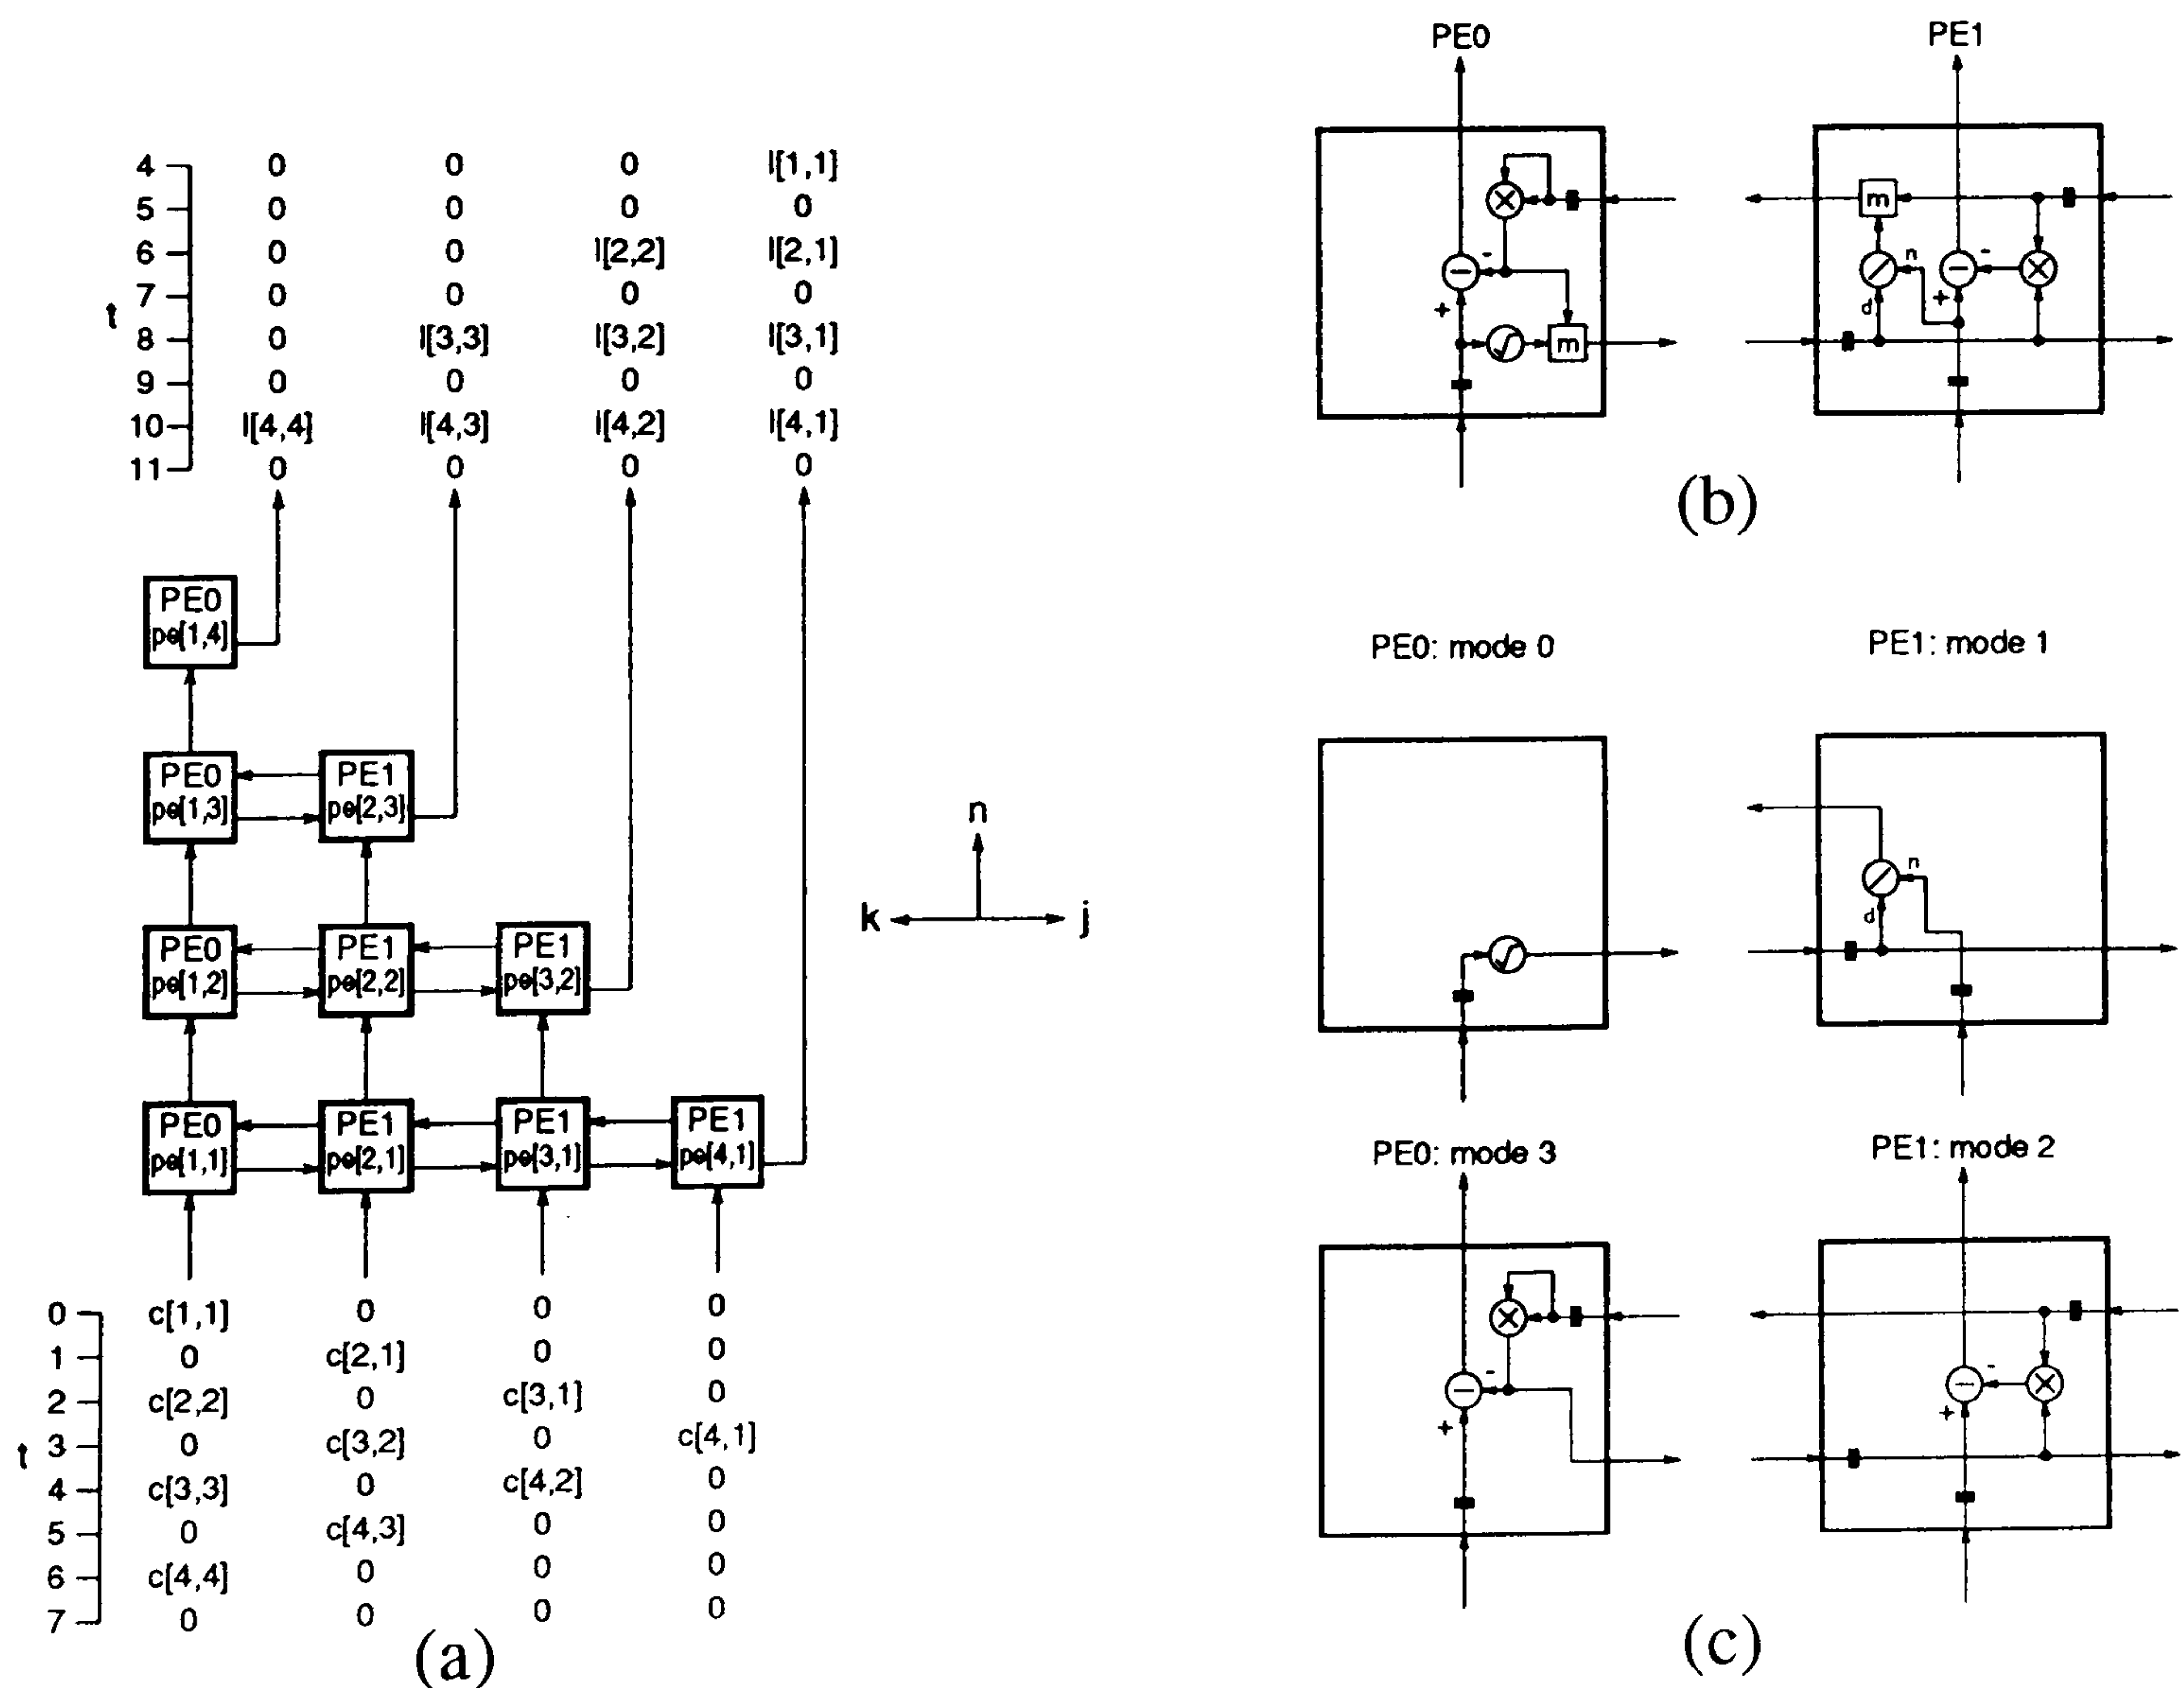 4 0 0 0 l[1,1]
5 0 0 0 0
6 0 0 l[2,2] l[2,1]
7 0 0 0 0
t
8 0 l[3,3] l[3,2] l[3,1]
9 0 0 0 0
10 l[4,4] l[4,3] l[4,2] l[4,1]
11 0 0 0 0
PE0
pe[1,4]
PE0 PE1
pe[1,3] pe[2,3]
PE0 PE1 PE1
pe[1,2] pe[2,2] pe[3,2]
PE0 PE1 PE1 PE1
pe[1,1] pe[2,1] pe[3,1] pe[4,1]
n
k j
0 c[1,1] 0 0 0
1 0 c[2,1] 0 0
2 c[2,2] 0 c[3,1] 0
t 3 0 c[3,2] 0 c[4,1]
4 c[3,3] 0 c[4,2] 0
5 0 c[4,3] 0 0
6 c[4,4] 0 0 0
7 0 0 0 0
(a)
PE0 PE1
m
n - -
+ d +
m
(b)
PE0: mode 0 PE1: mode 1
n
d
PE0: mode 3 PE1: mode 2
- -
+ +
(c)